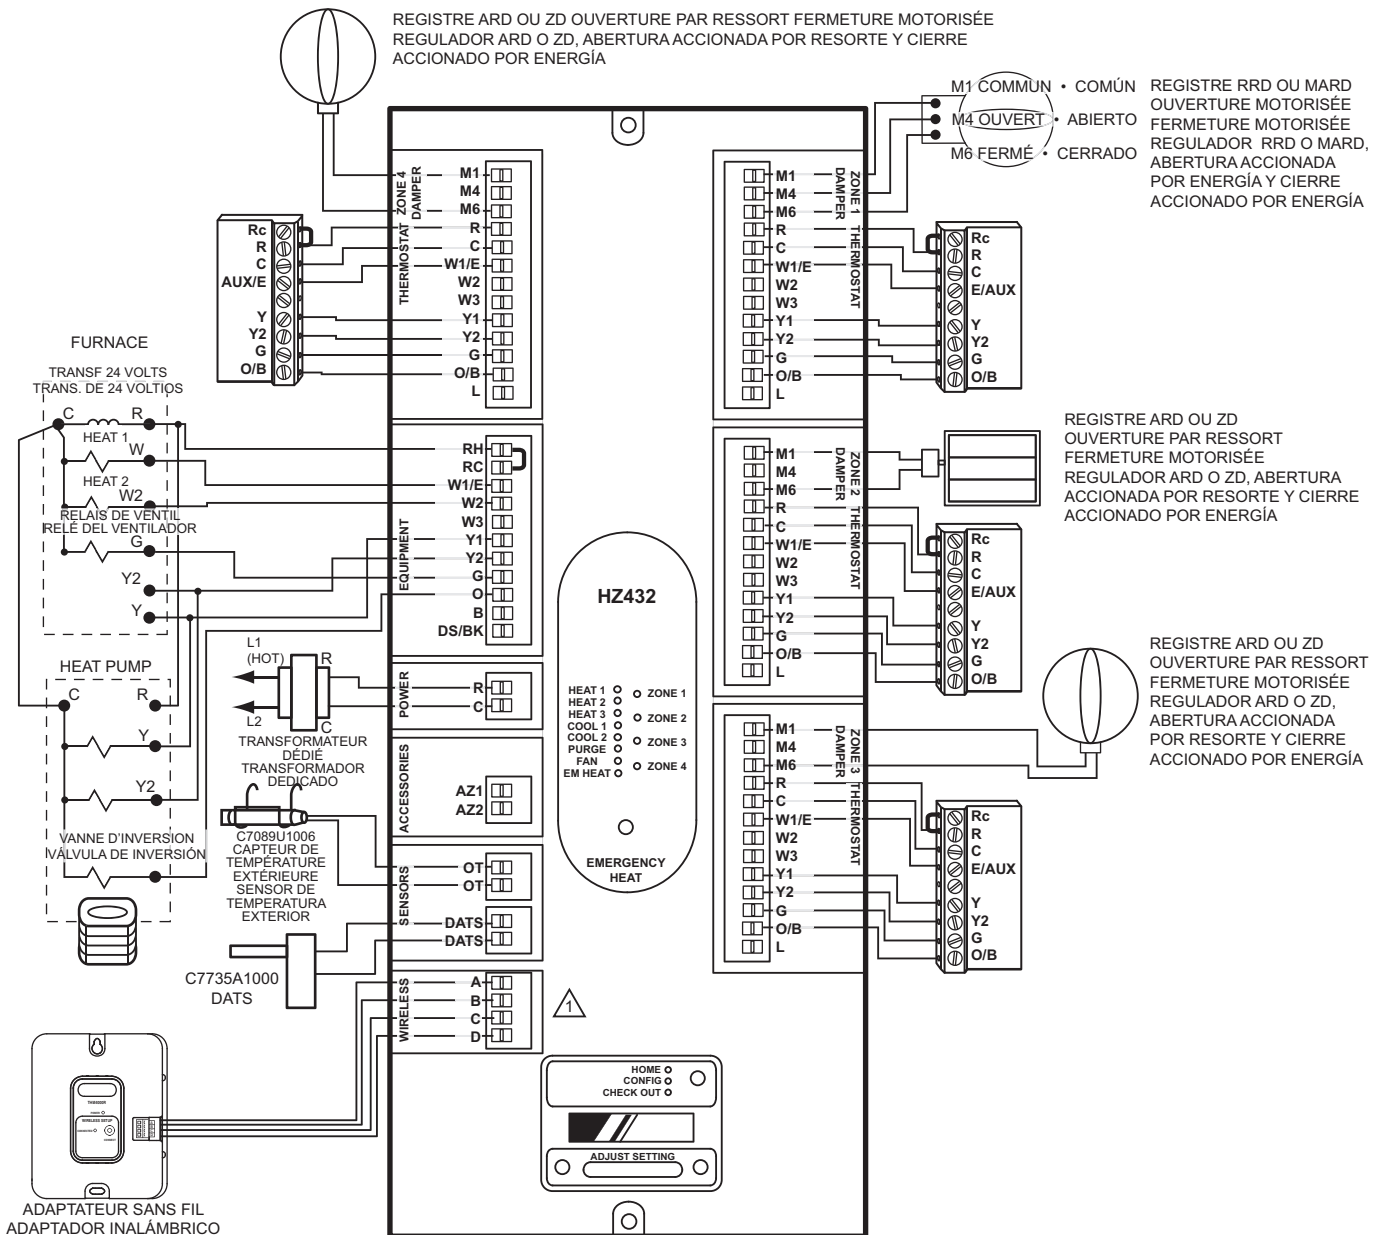 REGISTRE ARD OU ZD OUVERTURE PAR RESSORT FERMETURE MOTORISÉE
REGULADOR ARD O ZD, ABERTURA ACCIONADA POR RESORTE Y CIERRE
ACCIONADO POR ENERGÍA
M1 COMMUN • COMÚN
M4 OUVERT • ABIERTO
M6 FERMÉ • CERRADO
REGISTRE RRD OU MARD
OUVERTURE MOTORISÉE
FERMETURE MOTORISÉE
REGULADOR RRD O MARD,
ABERTURA ACCIONADA
POR ENERGÍA Y CIERRE
ACCIONADO POR ENERGÍA
ZONE 4
DAMPER
M1
M4
M6
THERMOSTAT
R
C
W1/E
W2
W3
Y1
Y2
G
O/B
L
Rc
R
C
AUX/E
Y
Y2
G
O/B
ZONE 1
DAMPER
M1
M4
M6
THERMOSTAT
R
C
W1/E
W2
W3
Y1
Y2
G
O/B
L
Rc
R
C
E/AUX
Y
Y2
G
O/B
FURNACE
TRANSF 24 VOLTS
TRANS. DE 24 VOLTIOS
C
R
HEAT 1
W
HEAT 2
W2
RELAIS DE VENTIL
RELÉ DEL VENTILADOR
G
Y2
Y
EQUIPMENT
RH
RC
W1/E
W2
W3
Y1
Y2
G
O
B
DS/BK
HEAT PUMP
C
R
Y
Y2
VANNE D'INVERSION
VÁLVULA DE INVERSIÓN
L1
(HOT)
R
L2
C
TRANSFORMATEUR
DÉDIÉ
TRANSFORMADOR
DEDICADO
POWER
R
C
ACCESSORIES
AZ1
AZ2
C7089U1006
CAPTEUR DE
TEMPÉRATURE
EXTÉRIEURE
SENSOR DE
TEMPERATURA
EXTERIOR
SENSORS
OT
OT
DATS
DATS
C7735A1000
DATS
WIRELESS
A
B
C
D
1
HZ432
HEAT 1
HEAT 2
HEAT 3
COOL 1
COOL 2
PURGE
FAN
EM HEAT
ZONE 1
ZONE 2
ZONE 3
ZONE 4
EMERGENCY
HEAT
ZONE 2
DAMPER
M1
M4
M6
THERMOSTAT
R
C
W1/E
W2
W3
Y1
Y2
G
O/B
L
REGISTRE ARD OU ZD
OUVERTURE PAR RESSORT
FERMETURE MOTORISÉE
REGULADOR ARD O ZD, ABERTURA
ACCIONADA POR RESORTE Y CIERRE
ACCIONADO POR ENERGÍA
Rc
R
C
E/AUX
Y
Y2
G
O/B
ZONE 3
DAMPER
M1
M4
M6
THERMOSTAT
R
C
W1/E
W2
W3
Y1
Y2
G
O/B
L
REGISTRE ARD OU ZD
OUVERTURE PAR RESSORT
FERMETURE MOTORISÉE
REGULADOR ARD O ZD,
ABERTURA ACCIONADA
POR RESORTE Y CIERRE
ACCIONADO POR ENERGÍA
Rc
R
C
E/AUX
Y
Y2
G
O/B
HOME
CONFIG
CHECK OUT
ADJUST SETTING
WIRELESS SETUP
ADAPTATEUR SANS FIL
ADAPTADOR INALÁMBRICO